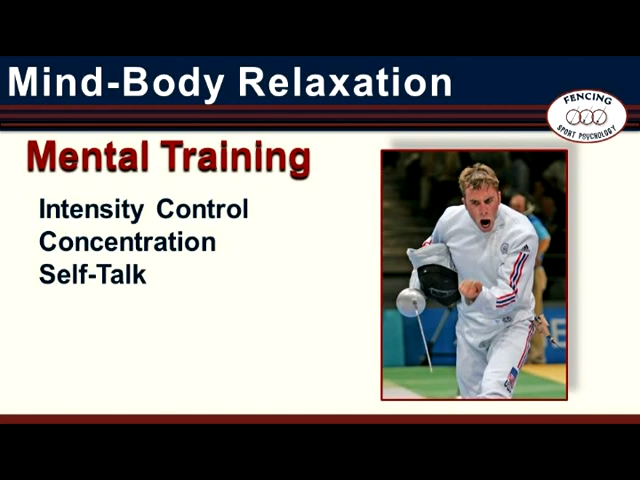 Mind-Body Relaxation
FENCING
SPORT PSYCHOLOGY
Mental Training
Intensity Control
Concentration
Self-Talk